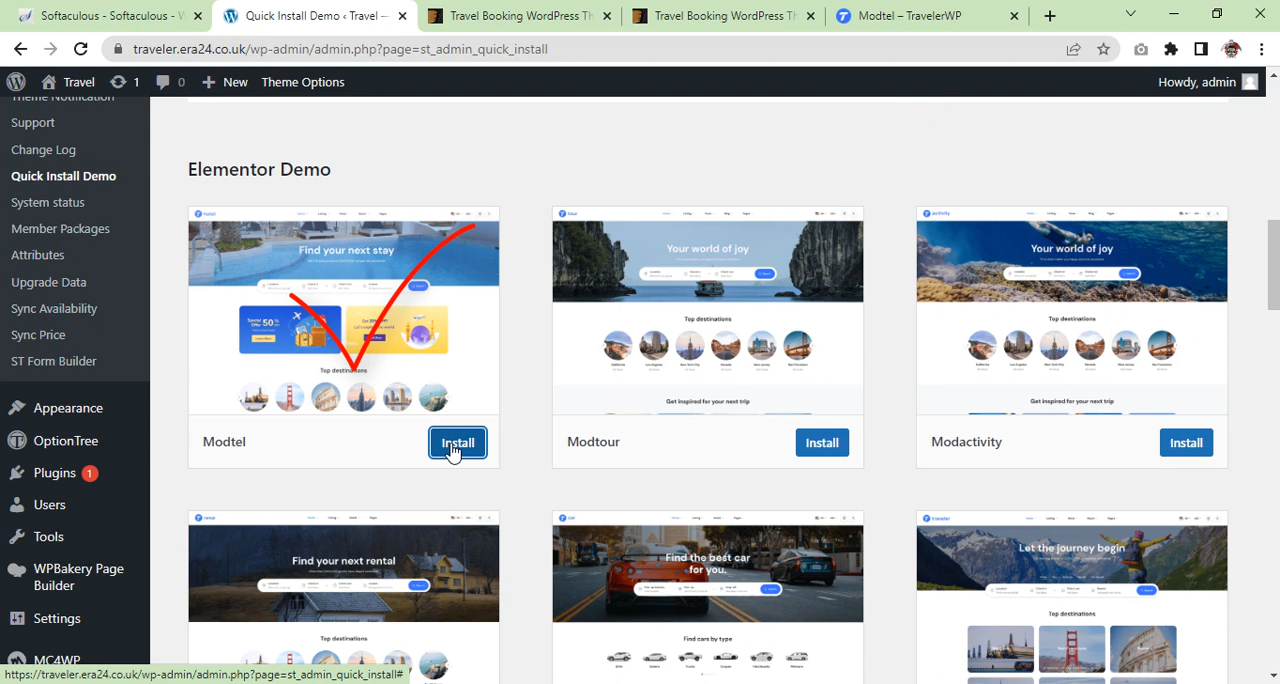 Softaculous - Softaculous - W
Quick Install Demo ‹ Travel —
Travel Booking WordPress Th
Travel Booking WordPress Th
Modtel – TravelerWP
traveler.era24.co.uk/wp-admin/admin.php?page=st_admin_quick_install
Travel
1
0
New
Theme Options
Howdy, admin
Theme Notification
Support
Change Log
Quick Install Demo
System status
Member Packages
Attributes
Upgrade Data
Sync Availability
Sync Price
ST Form Builder
Appearance
OptionTree
Plugins 1
Users
Tools
WPBakery Page
Builder
Settings
MC4WP
Elementor Demo
Find your next stay
Top destinations
Modtel
Install
Your world of joy
Top destinations
Get inspired for your next trip
Modtour
Install
Your world of joy
Top destinations
Get inspired for your next trip
Modactivity
Install
Find your next rental
Top destinations
Find the best car
for you.
Find cars by type
Let the journey begin
Top destinations
https://traveler.era24.co.uk/wp-admin/admin.php?page=st_admin_quick_install#